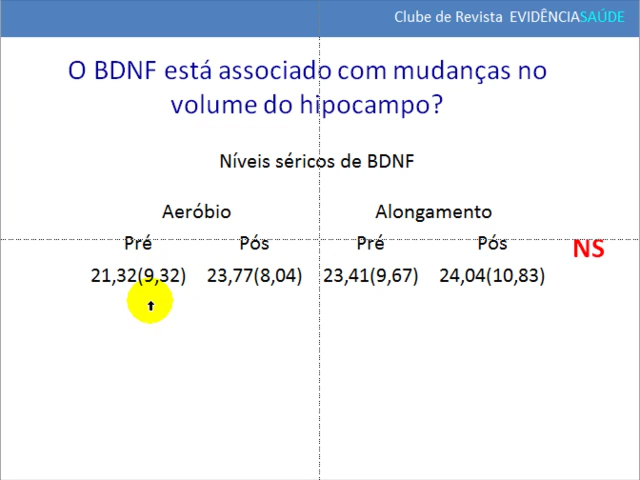 Clube de Revista EVIDÊNCIASAÚDE
O BDNF está associado com mudanças no
volume do hipocampo?
Níveis séricos de BDNF
Aeróbio Alongamento
Pré Pós Pré Pós NS
21,32(9,32) 23,77(8,04) 23,41(9,67) 24,04(10,83)